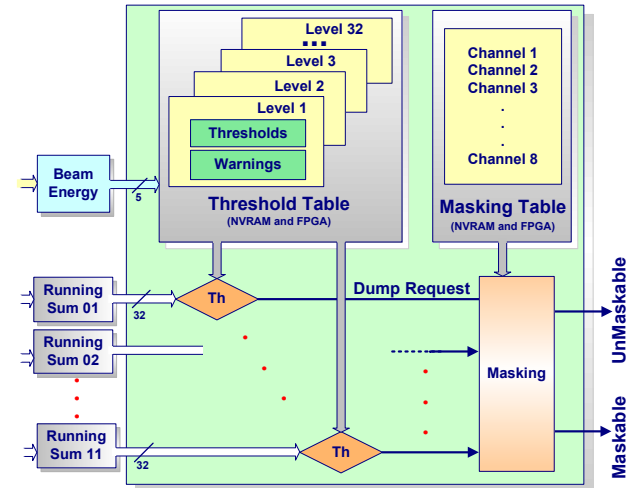 Level 32
Level 3
Level 2
Level 1
Thresholds
Warnings
Threshold Table
(NVRAM and FPGA)
Channel 1
Channel 2
Channel 3
.
.
.
Channel 8
Masking Table
(NVRAM and FPGA)
Beam
Energy
5
Running
Sum 01
32
Th
Dump Request
Running
Sum 02
Masking
Running
Sum 11
32
Th
UnMaskable
Maskable